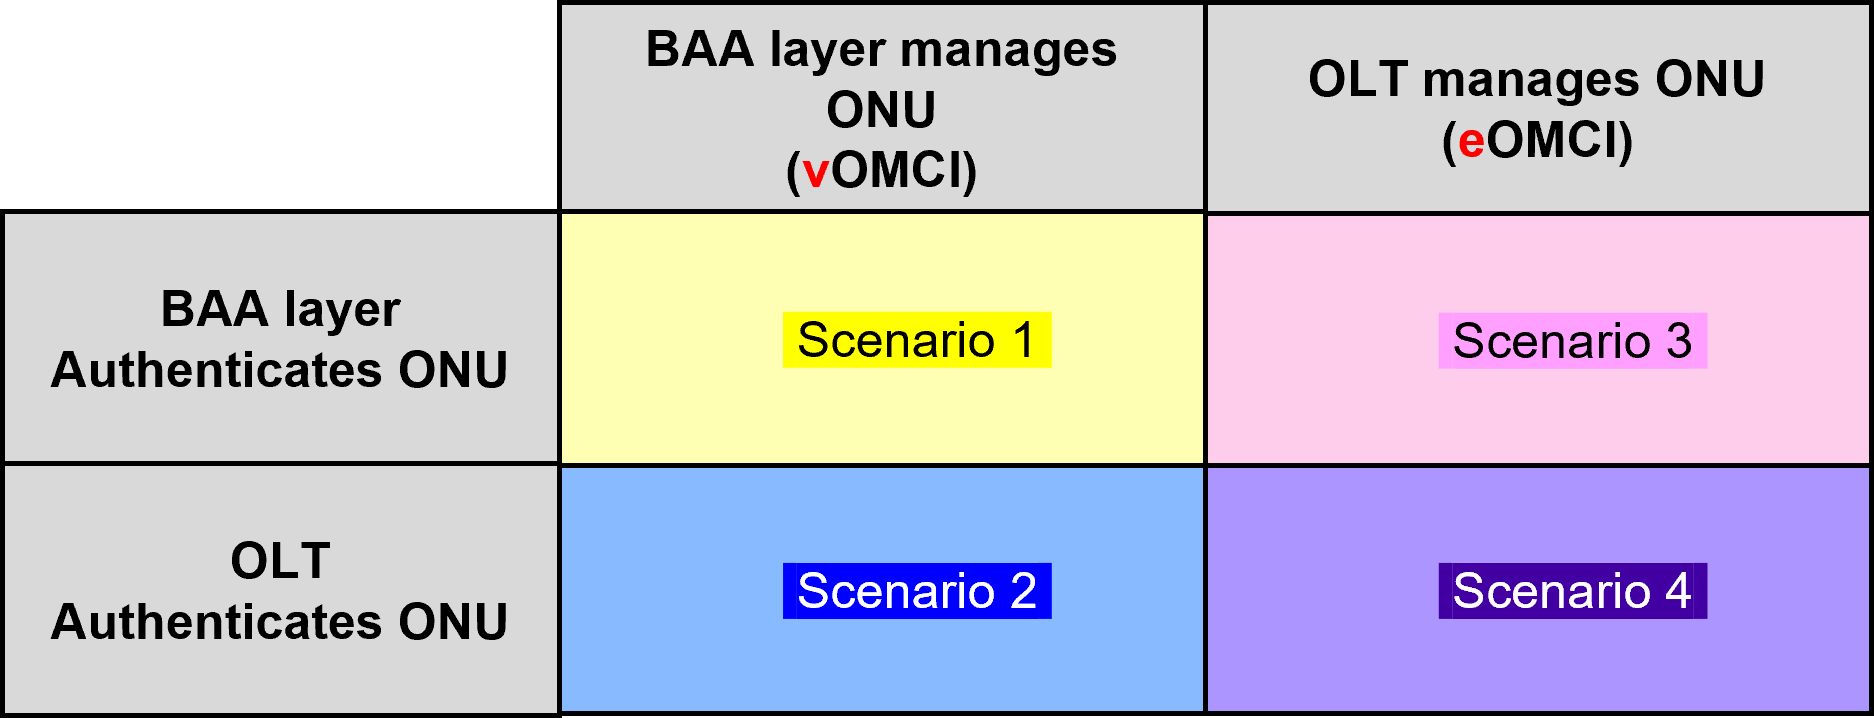 BAA layer manages
ONU
(vOMCI)
OLT manages ONU
(eOMCI)
BAA layer
Authenticates ONU
Scenario 1
Scenario 3
OLT
Authenticates ONU
Scenario 2
Scenario 4